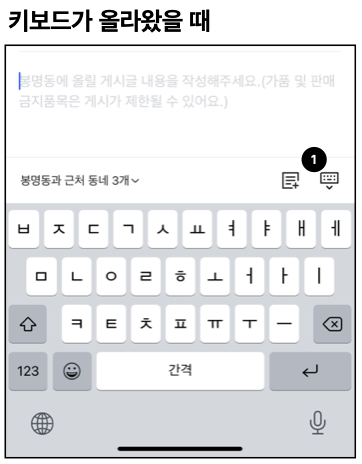 키보드가 올라왔을 때
봉명동에 올릴 게시글 내용을 작성해주세요.(가품 및 판매
금지품목은 게시가 제한될 수 있어요.)
1
봉명동과 근처 동네 3개
ㅂ ㅈ ㄷ ㄱ ㅅ ㅛ ㅕ ㅑ ㅐ ㅔ
ㅁ ㄴ ㅇ ㄹ ㅎ ㅗ ㅓ ㅏ ㅣ
ㅋ ㅌ ㅊ ㅍ ㅠ ㅜ ㅡ
123 간격